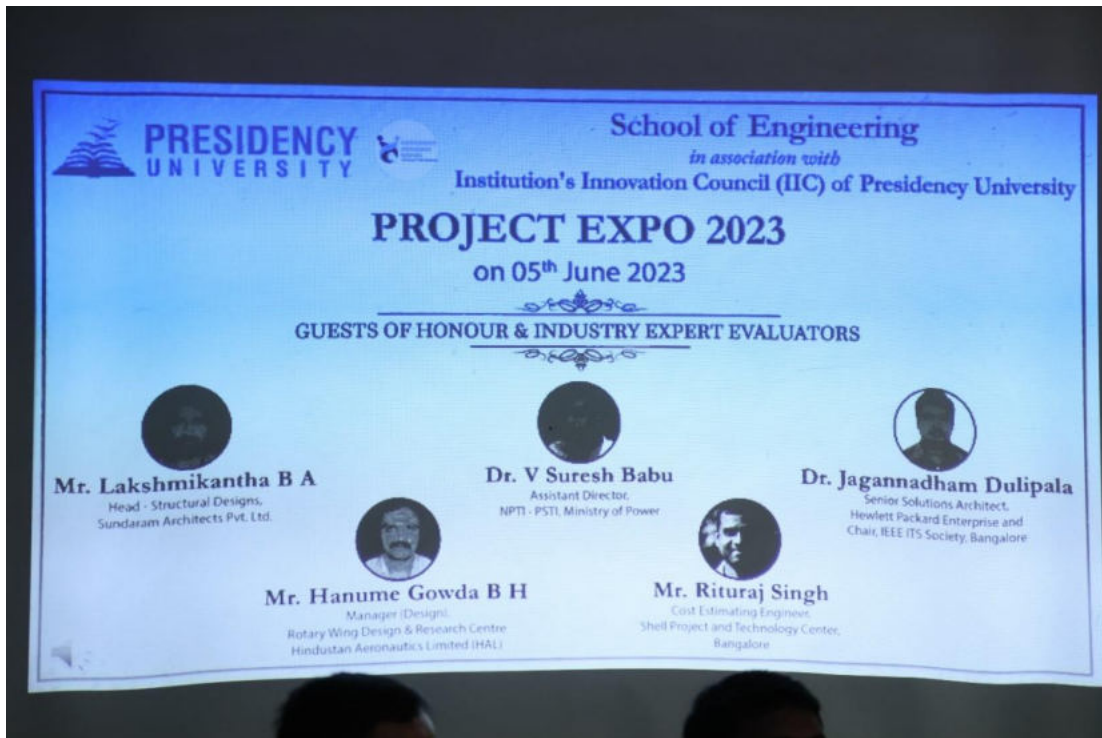 PRESIDENCY
UNIVERSITY
School of Engineering
in association with
Institution's Innovation Council (IIC) of Presidency University
PROJECT EXPO 2023
on 05th June 2023
GUESTS OF HONOUR & INDUSTRY EXPERT EVALUATORS
Mr. Lakshmikantha B A
Head - Structural Designs,
Sundaram Architects Pvt. Ltd.
Dr. V Suresh Babu
Assistant Director,
NPTI - PSTI, Ministry of Power
Dr. Jagannadham Dulipala
Senior Solutions Architect,
Hewlett Packard Enterprise and
Chair, IEEE ITS Society, Bangalore
Mr. Hanume Gowda B H
Manager (Design),
Rotary Wing Design & Research Centre
Hindustan Aeronautics Limited (HAL)
Mr. Rituraj Singh
Cost Estimating Engineer,
Shell Project and Technology Center,
Bangalore